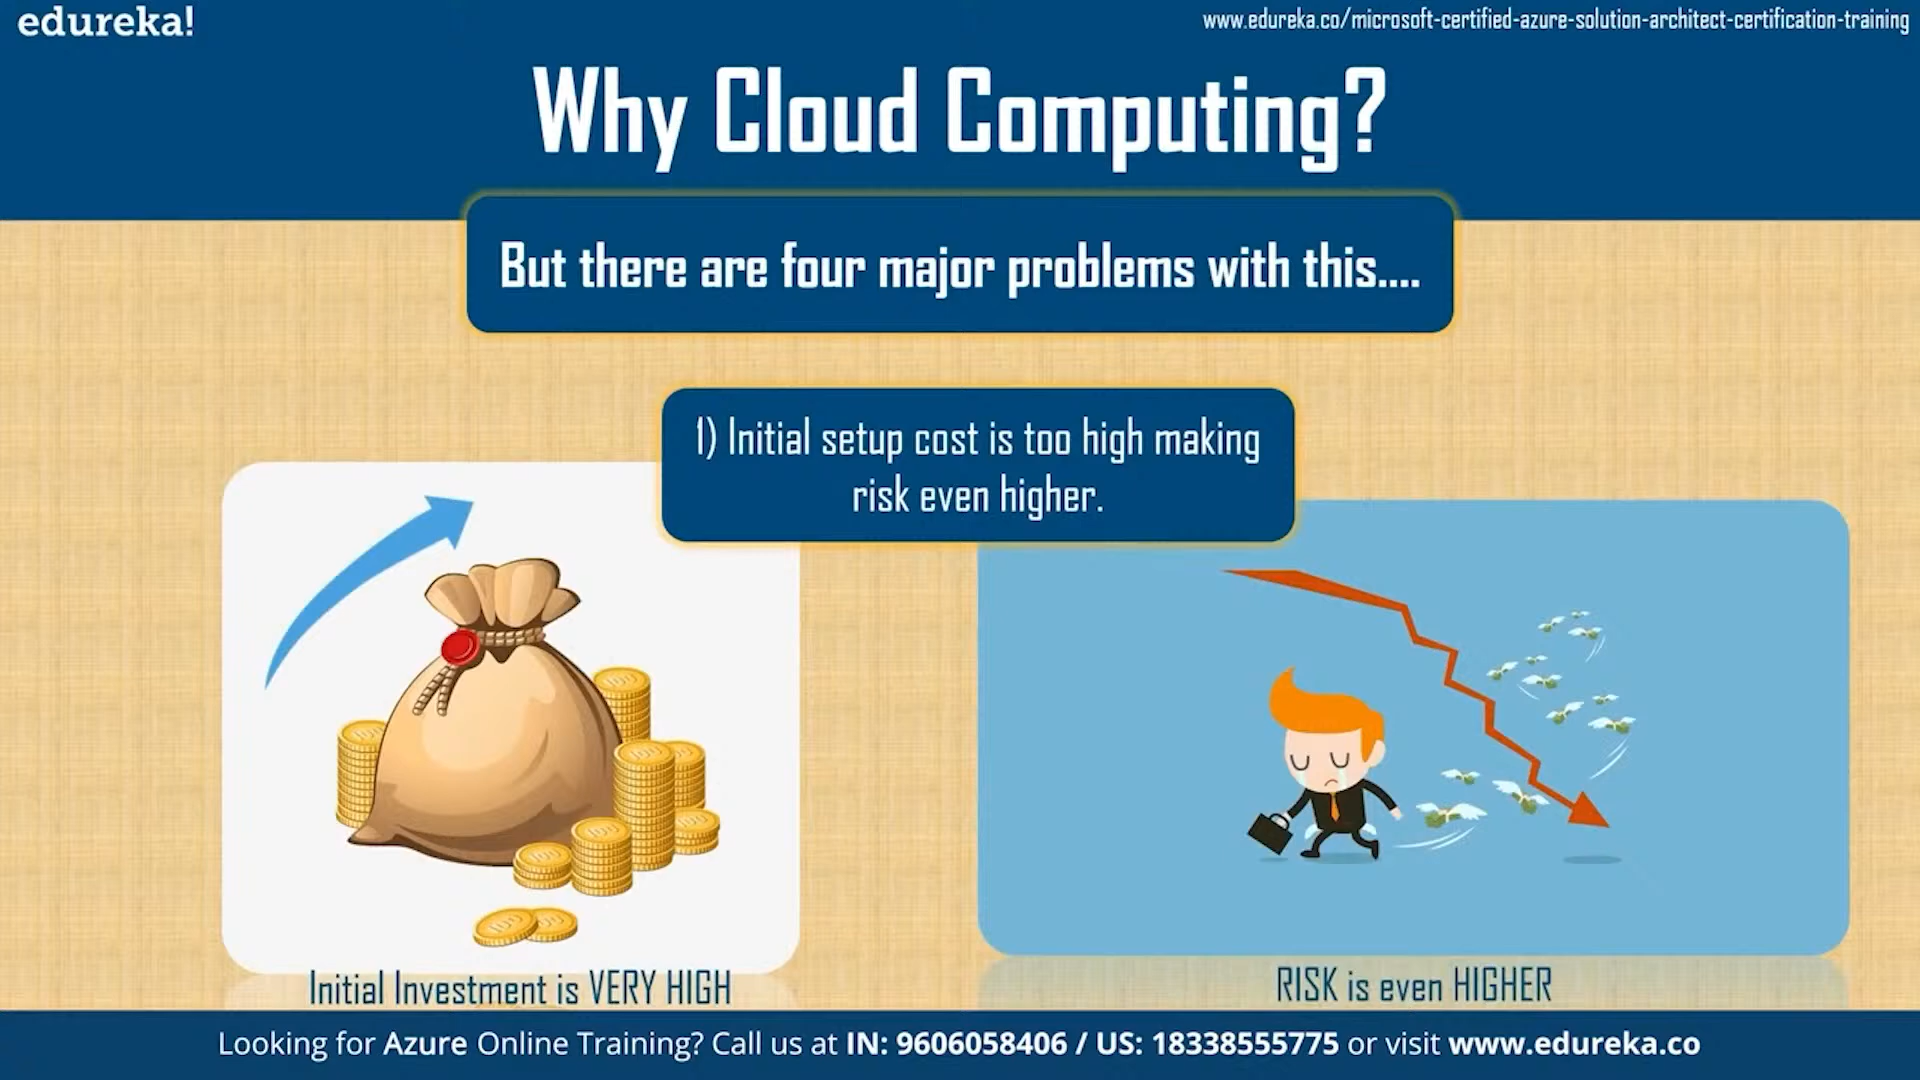 edureka!
www.edureka.co/microsoft-certified-azure-solution-architect-certification-training
Why Cloud Computing?
But there are four major problems with this....
1) Initial setup cost is too high making
risk even higher.
Initial Investment is VERY HIGH
RISK is even HIGHER
Looking for Azure Online Training? Call us at IN: 9606058406 / US: 18338555775 or visit www.edureka.co